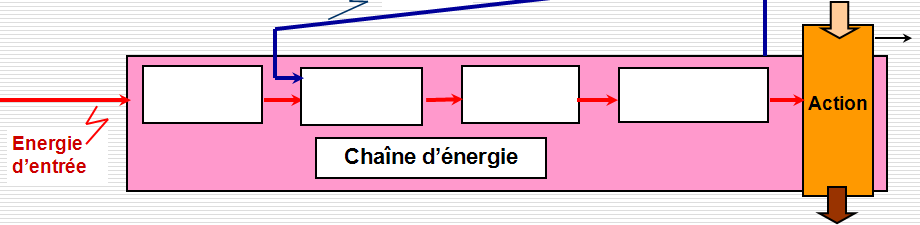 Action
Energie
d’entrée
Chaîne d’énergie